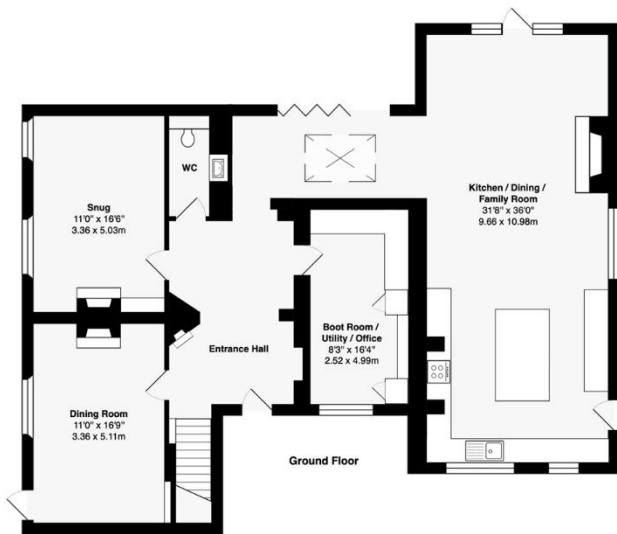 WC
Snug
11'0" x 16'6"
3.36 x 5.03m
Kitchen / Dining /
Family Room
31'8" x 36'0"
9.66 x 10.98m
Boot Room /
Utility / Office
8'3" x 16'4"
2.52 x 4.99m
Entrance Hall
Dining Room
11'0" x 16'9"
3.36 x 5.11m
Ground Floor